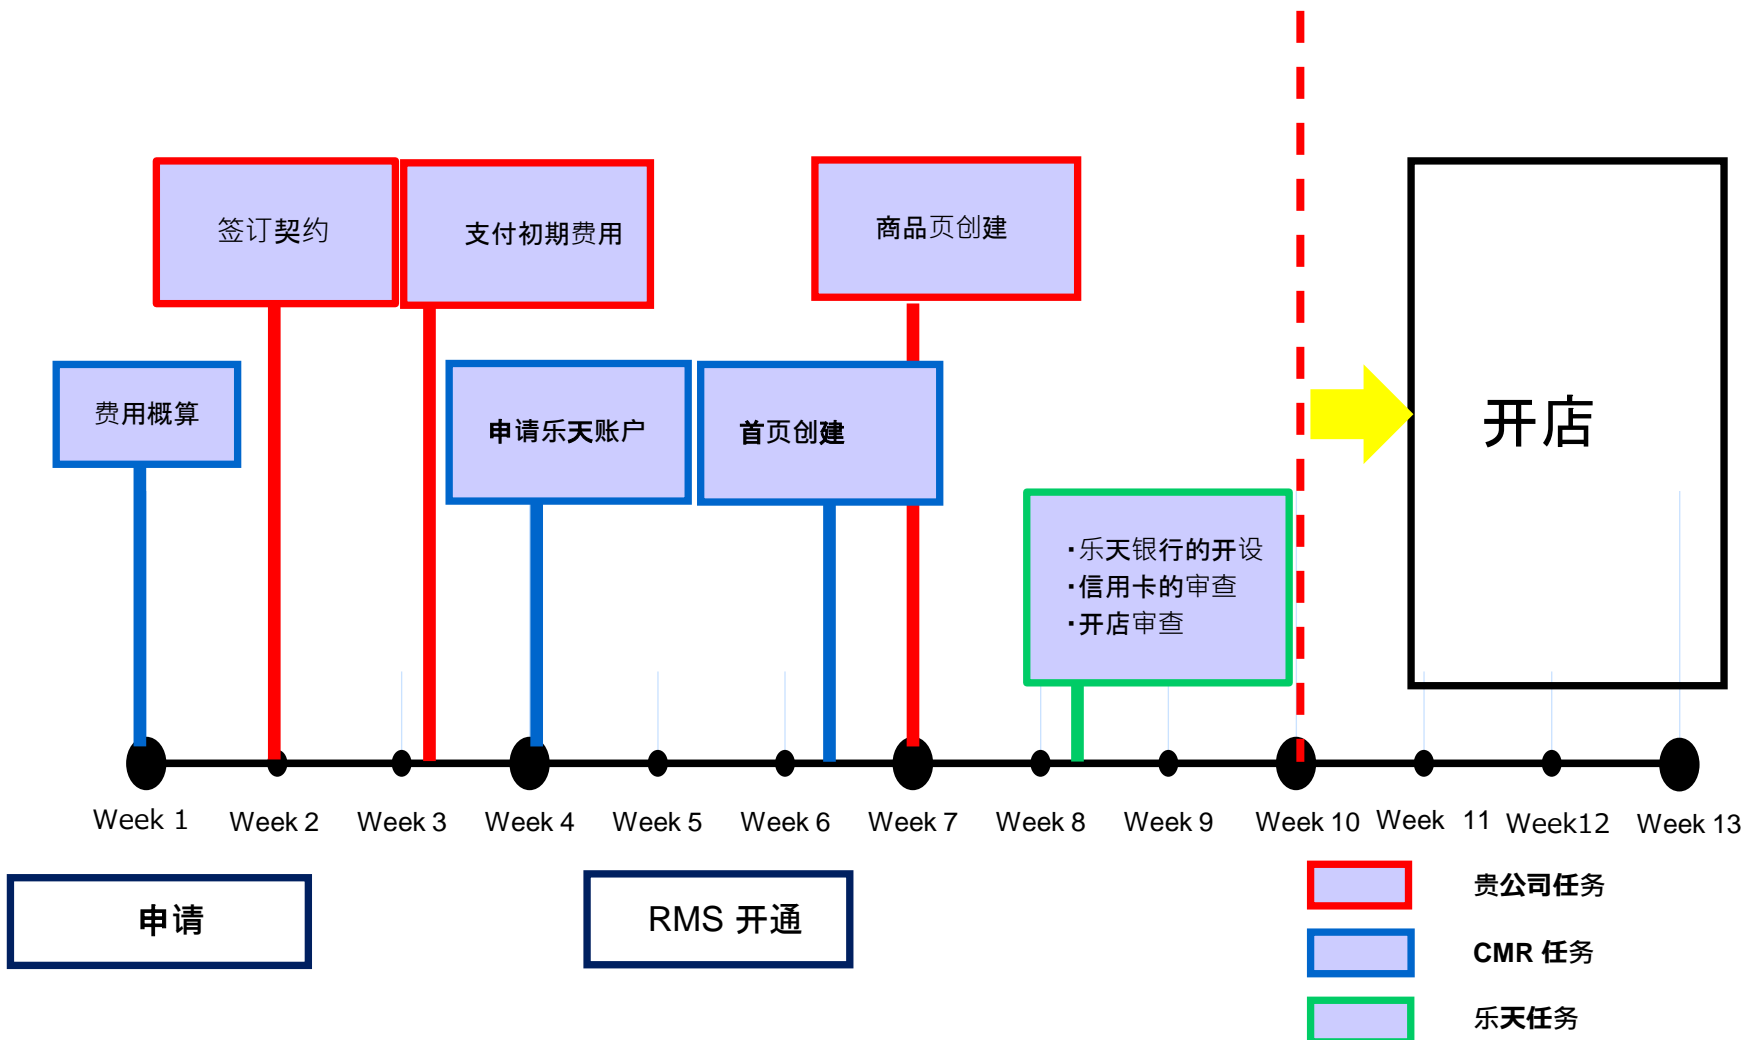 签订契约
支付初期费用
商品页创建
费用概算
申请乐天账户
首页创建
开店
・乐天银行的开设
・信用卡的审查
・开店审查
Week 1
Week 2
Week 3
Week 4
Week 5
Week 6
Week 7
Week 8
Week 9
Week 10
Week 11
Week12
Week 13
申请
RMS 开通
贵公司任务
CMR 任务
乐天任务